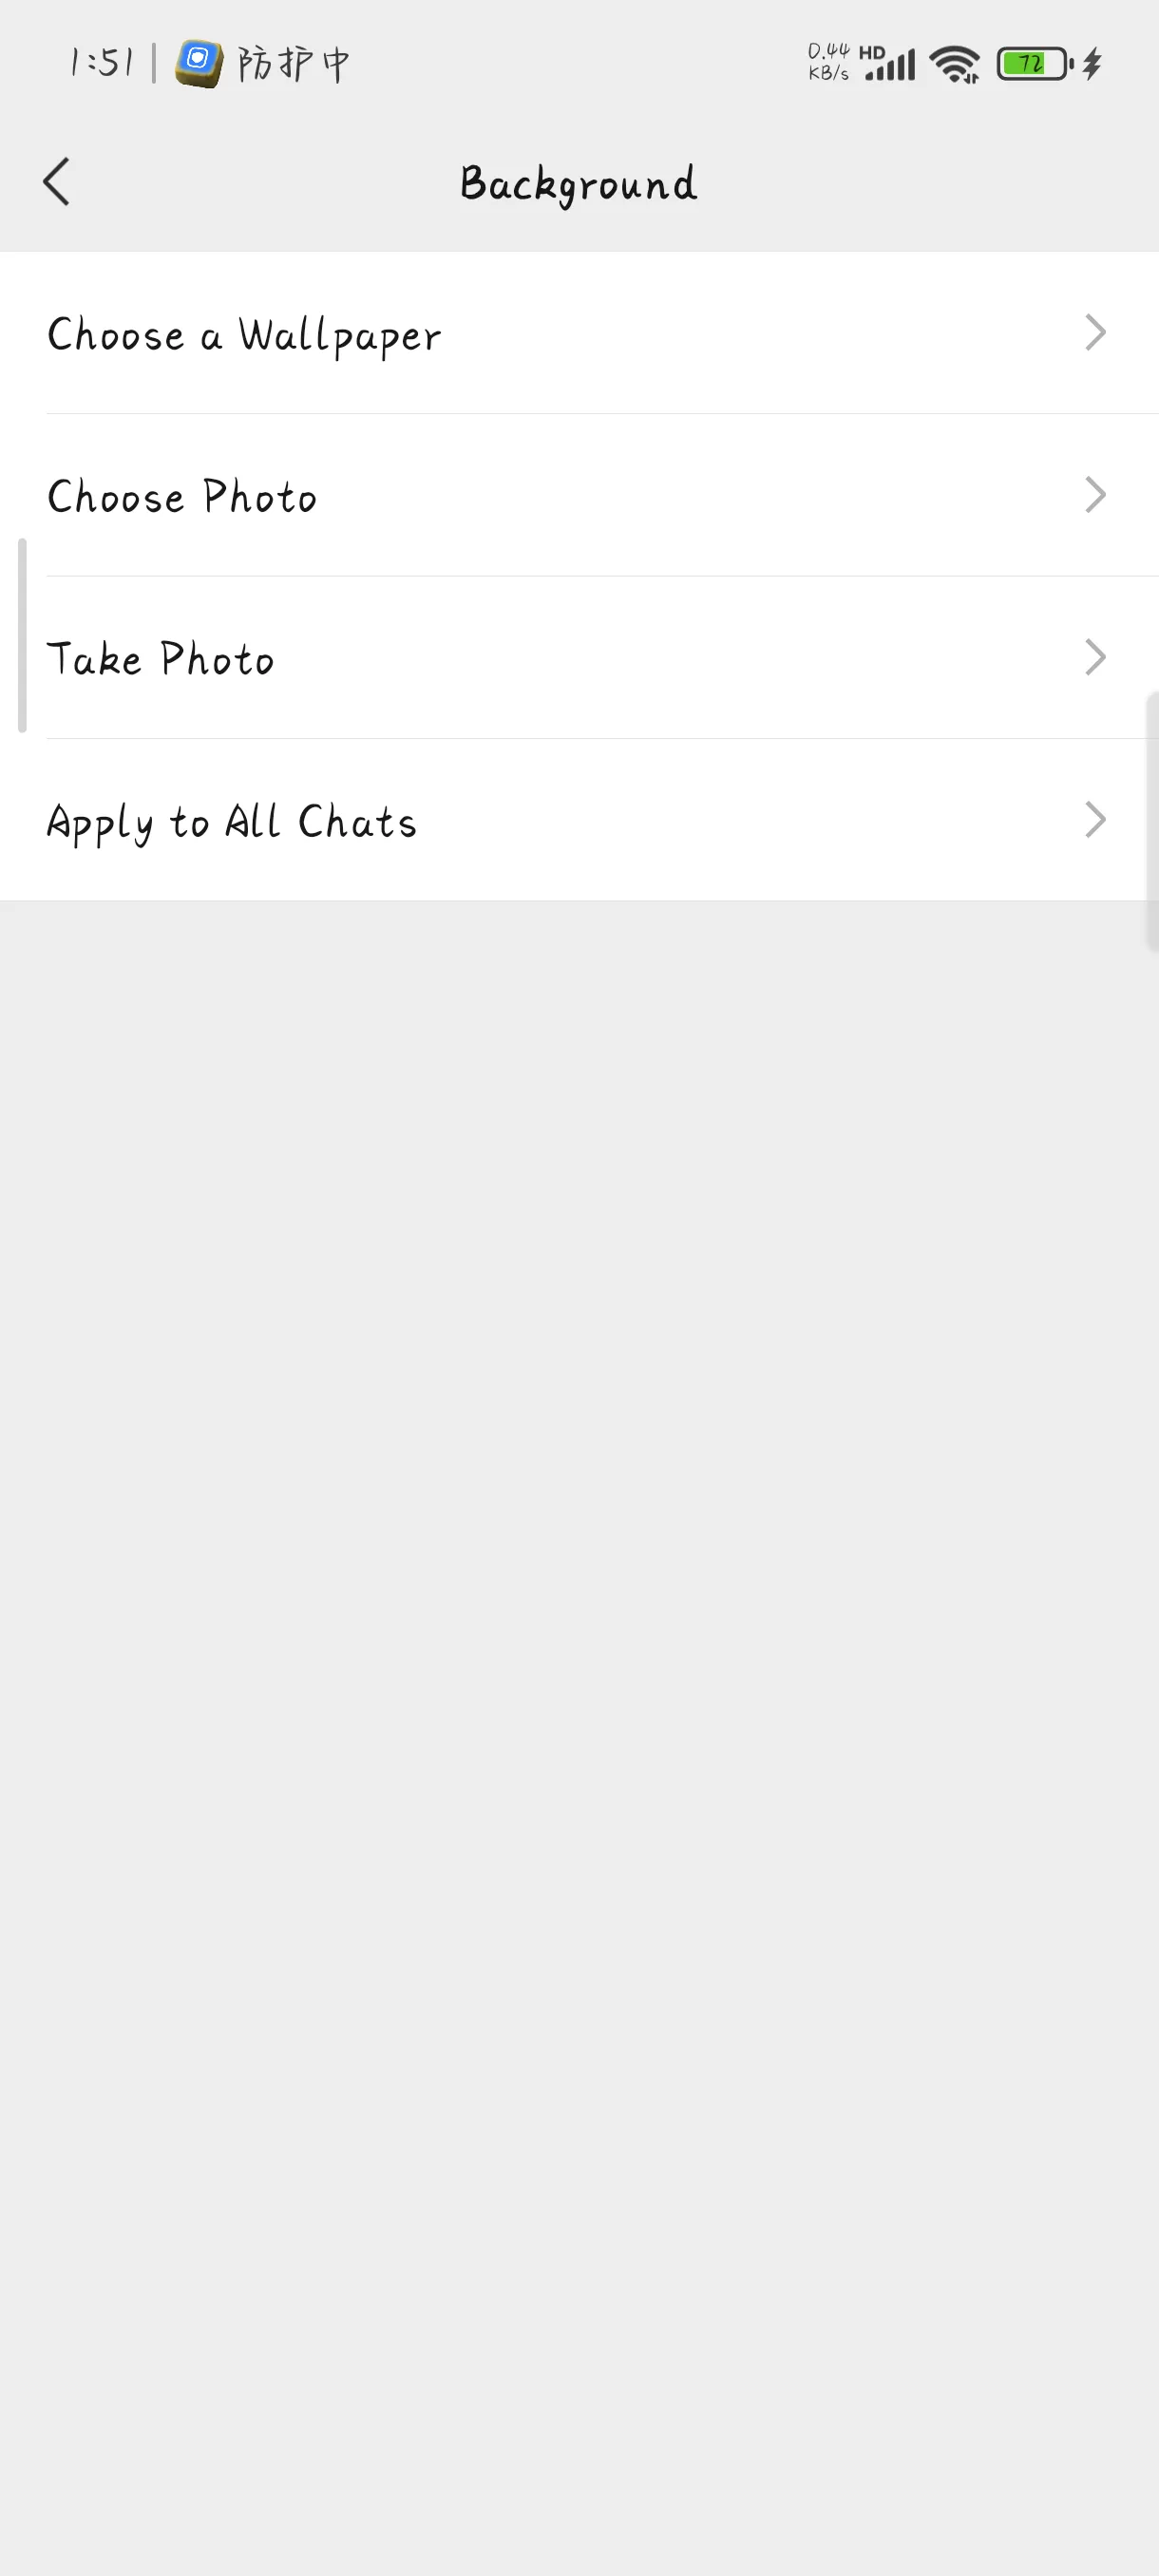 1:51 防护中 0.44 KB/s HD 72
Background
Choose a Wallpaper
Choose Photo
Take Photo
Apply to All Chats